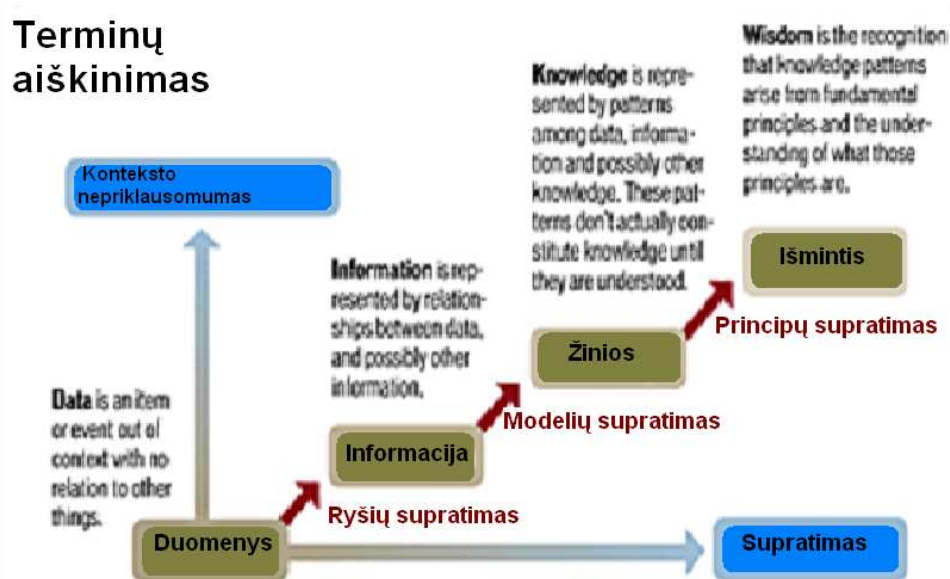 Terminų
aiškinimas
Wisdom is the recognition
that knowledge patterns
arise from fundamental
principles and the under-
standing of what those
principles are.
Knowledge is repre-
sented by patterns
among data, informa-
tion and possibly other
knowledge. These pat-
terns don't actually con-
stitute knowledge until
they are understood.
Konteksto
nepriklausomumas
Išmintis
Information is rep-
resented by relation-
ships between data,
and possibly other
information.
Principų supratimas
Žinios
Data is an item
or event out of
context with no
relation to other
things.
Modelių supratimas
Informacija
Ryšių supratimas
Duomenys
Supratimas